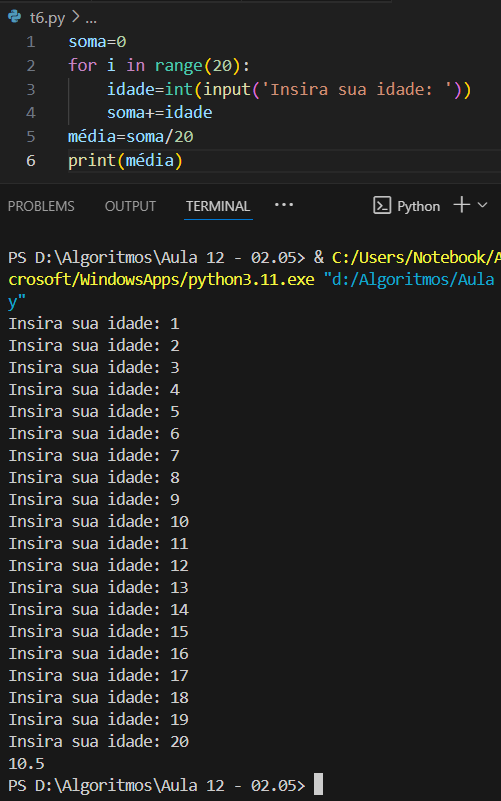 t6.py > ...
1 soma=0
2 for i in range(20):
3     idade=int(input('Insira sua idade: '))
4     soma+=idade
5 média=soma/20
6 print(média)
PROBLEMS OUTPUT TERMINAL ... Python
PS D:\Algoritmos\Aula 12 - 02.05> & C:/Users/Notebook/A
crosoft/WindowsApps/python3.11.exe "d:/Algoritmos/Aula
y"
Insira sua idade: 1
Insira sua idade: 2
Insira sua idade: 3
Insira sua idade: 4
Insira sua idade: 5
Insira sua idade: 6
Insira sua idade: 7
Insira sua idade: 8
Insira sua idade: 9
Insira sua idade: 10
Insira sua idade: 11
Insira sua idade: 12
Insira sua idade: 13
Insira sua idade: 14
Insira sua idade: 15
Insira sua idade: 16
Insira sua idade: 17
Insira sua idade: 18
Insira sua idade: 19
Insira sua idade: 20
10.5
PS D:\Algoritmos\Aula 12 - 02.05>